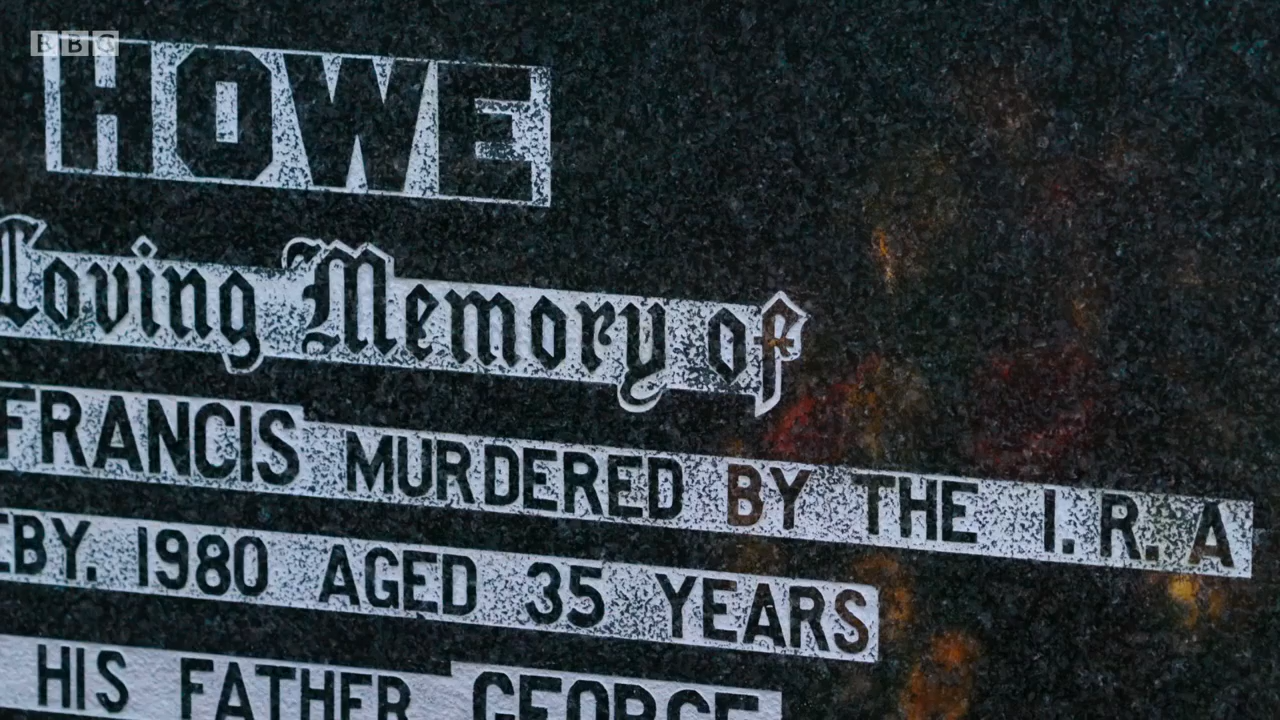 BBC
HOWE
Loving Memory of
FRANCIS MURDERED BY THE I.R.A
EBY. 1980 AGED 35 YEARS
HIS FATHER GEORGE